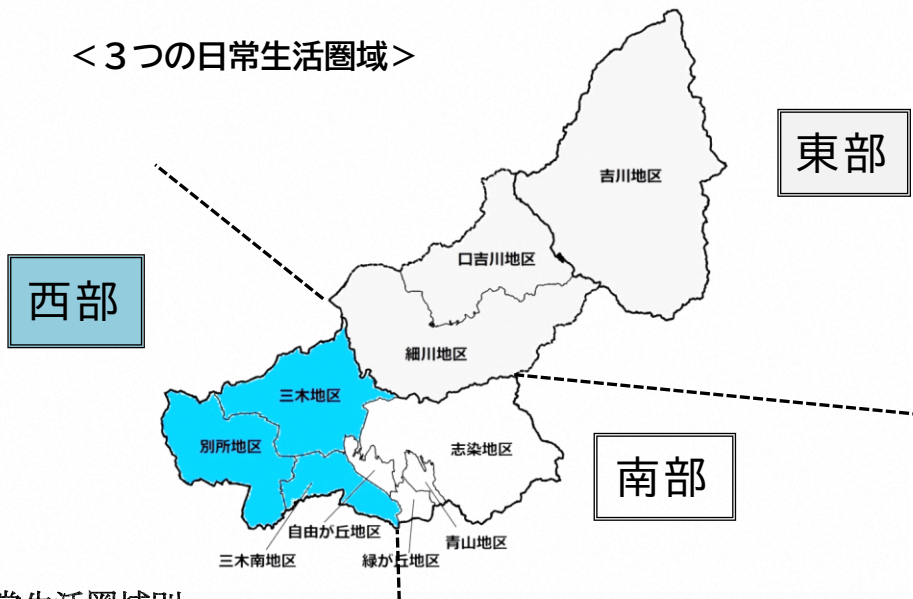 ＜３つの日常生活圏域＞
東部
吉川地区
口吉川地区
西部
細川地区
三木地区
別所地区
志染地区
南部
自由が丘地区
青山地区
三木南地区
緑が丘地区